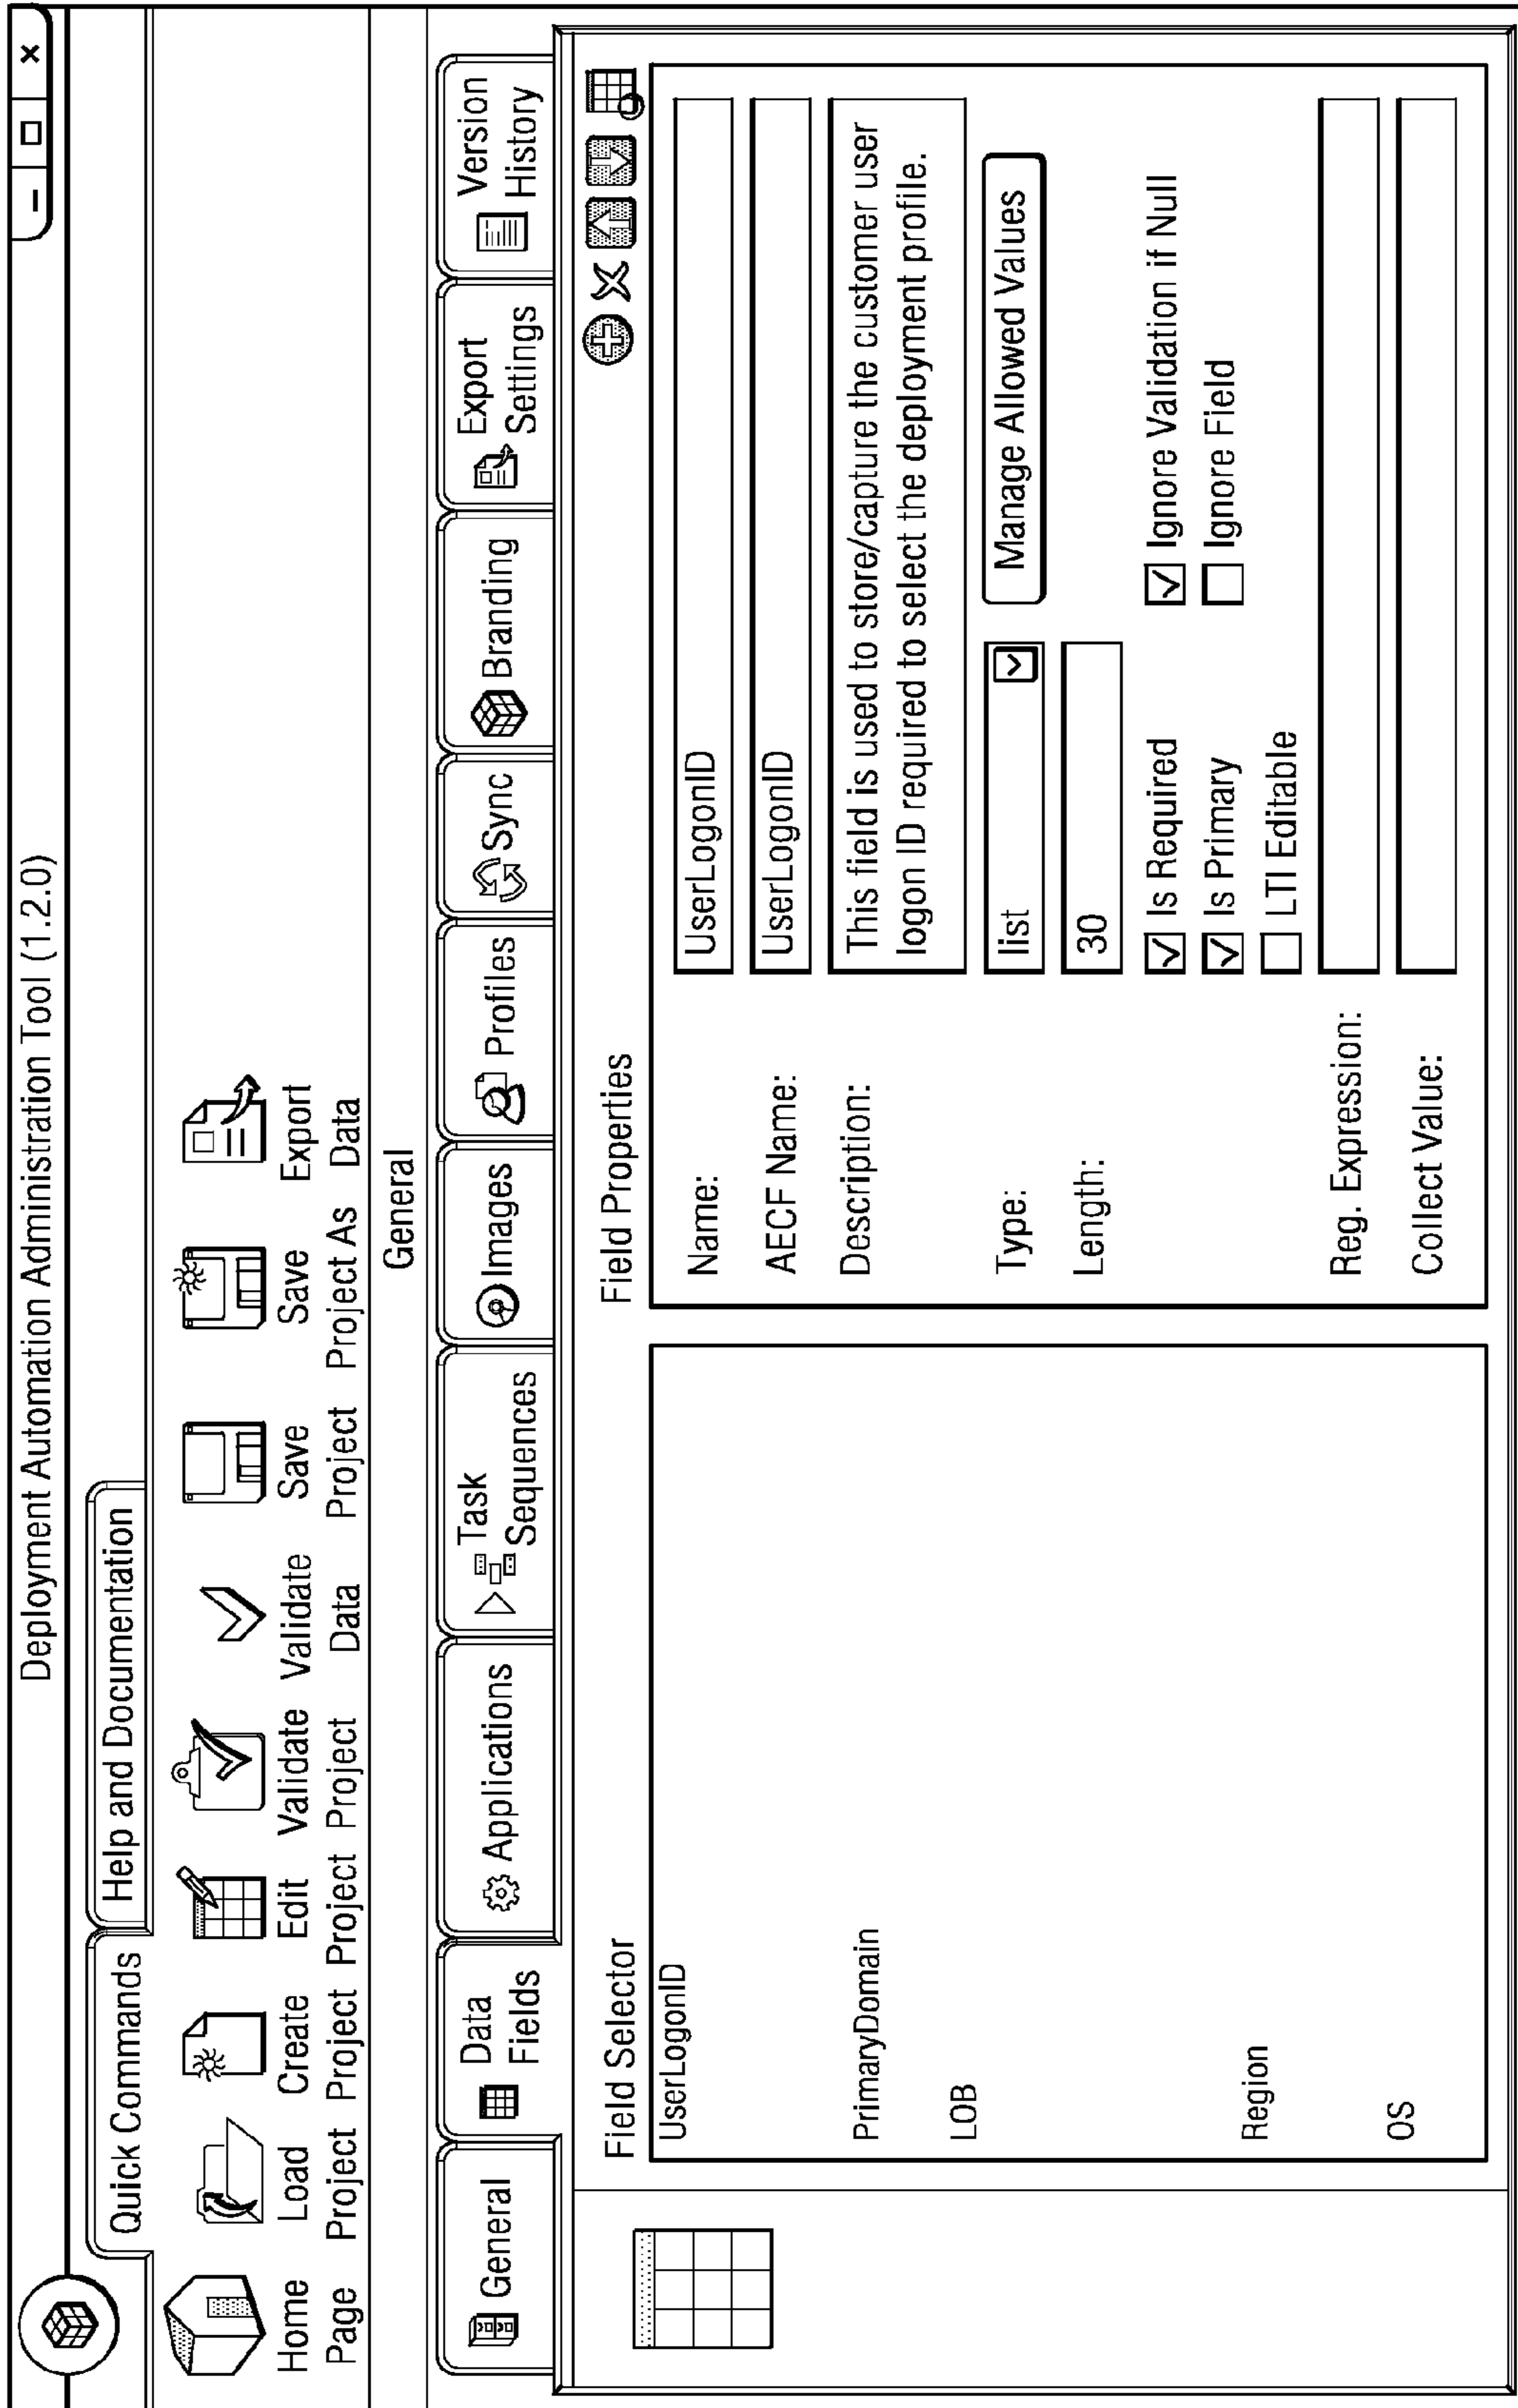 Deployment Automation Administration Tool (1.2.0)
Quick Commands
Help and Documentation
Home
Page
Load
Project
Create
Project
Edit
Project
Validate
Project
Validate
Data
Save
Project
Save
Project As
Export
Data
General
General
Data
Fields
Applications
Task
Sequences
Images
Profiles
Sync
Branding
Export
Settings
Version
History
Field Selector
UserLogonID
PrimaryDomain
LOB
Region
OS
Field Properties
Name:
UserLogonID
AECF Name:
UserLogonID
Description:
This field is used to store/capture the customer user
logon ID required to select the deployment profile.
Type:
list
Manage Allowed Values
Length:
30
Is Required
Ignore Validation if Null
Is Primary
Ignore Field
LTI Editable
Reg. Expression:
Collect Value: